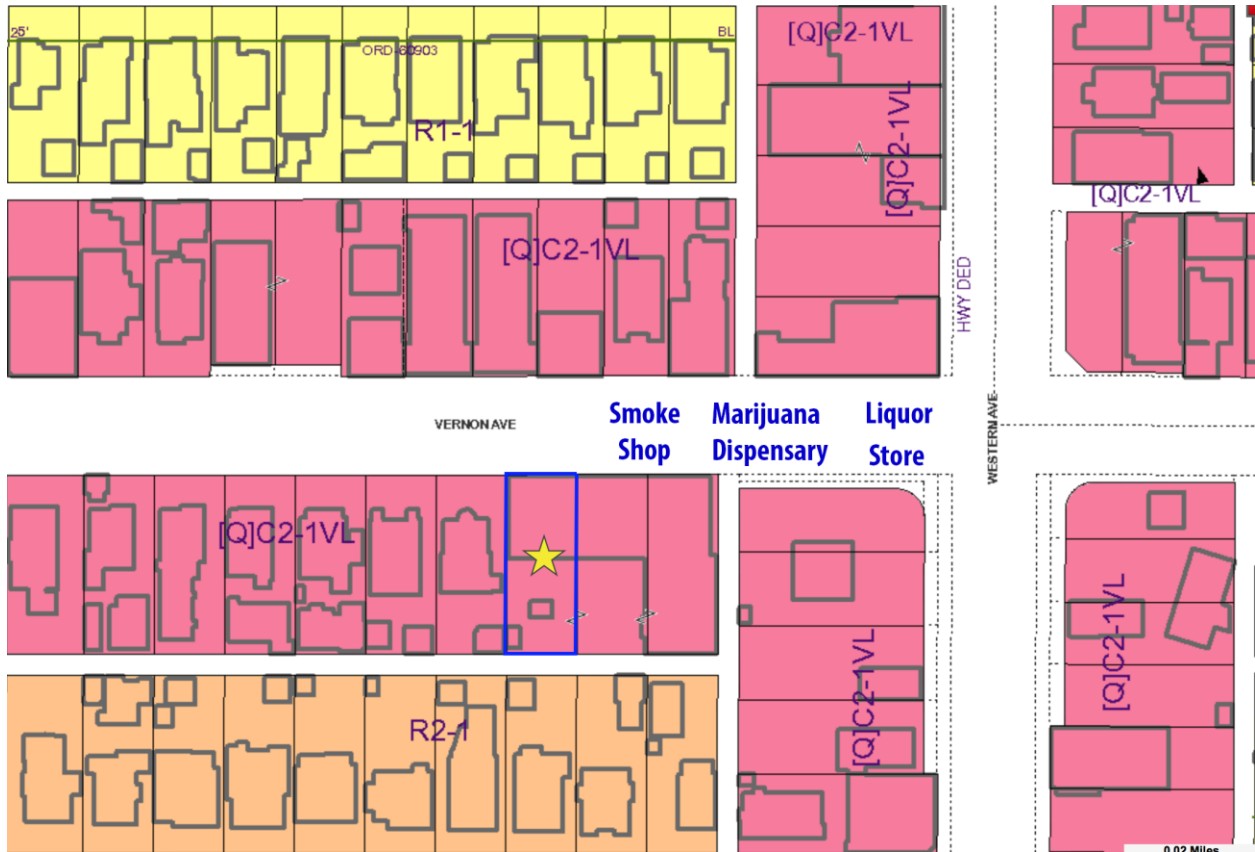 25'
BL
ORD-60903
R1-1
[Q]C2-1VL
[Q]C2-1VL
[Q]C2-1VL
[Q]C2-1VL
HWY DED
VERNON AVE
Smoke Shop
Marijuana Dispensary
Liquor Store
WESTERN AVE
[Q]C2-1VL
[Q]C2-1VL
[Q]C2-1VL
R2-1
0.02 Miles